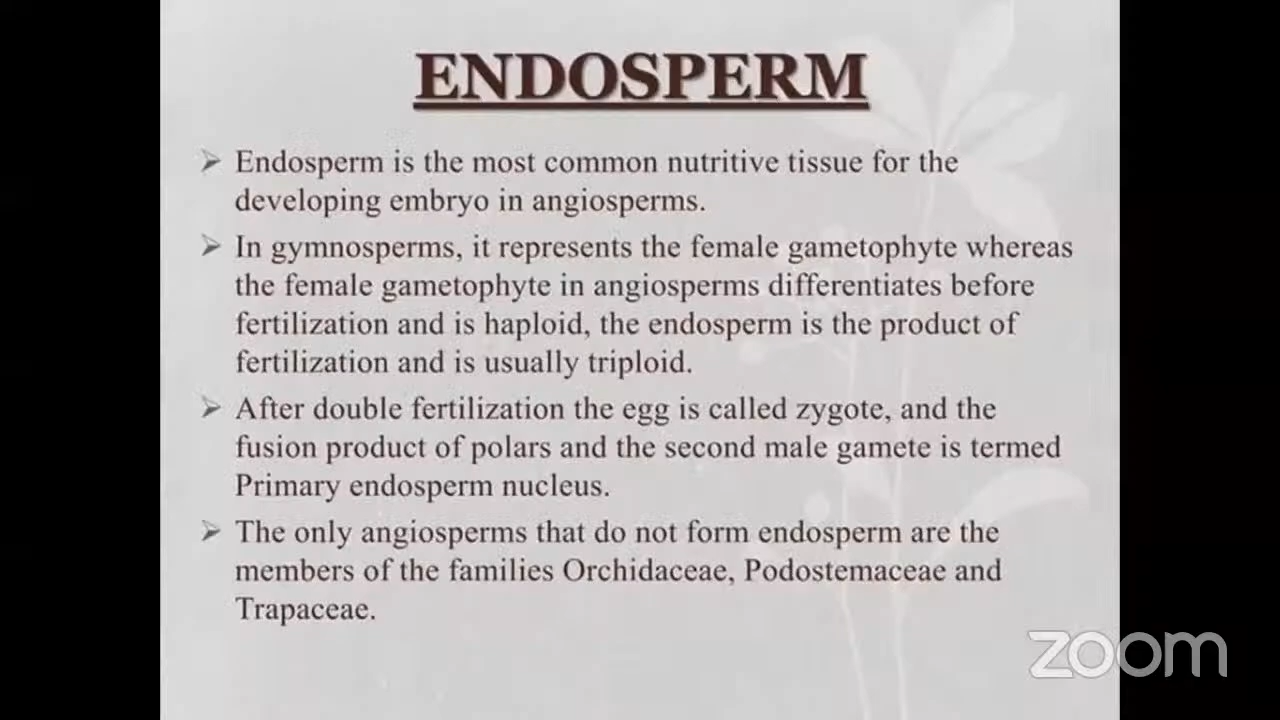 ENDOSPERM
Endosperm is the most common nutritive tissue for the
developing embryo in angiosperms.
In gymnosperms, it represents the female gametophyte whereas
the female gametophyte in angiosperms differentiates before
fertilization and is haploid, the endosperm is the product of
fertilization and is usually triploid.
After double fertilization the egg is called zygote, and the
fusion product of polars and the second male gamete is termed
Primary endosperm nucleus.
The only angiosperms that do not form endosperm are the
members of the families Orchidaceae, Podostemaceae and
Trapaceae.
zoom